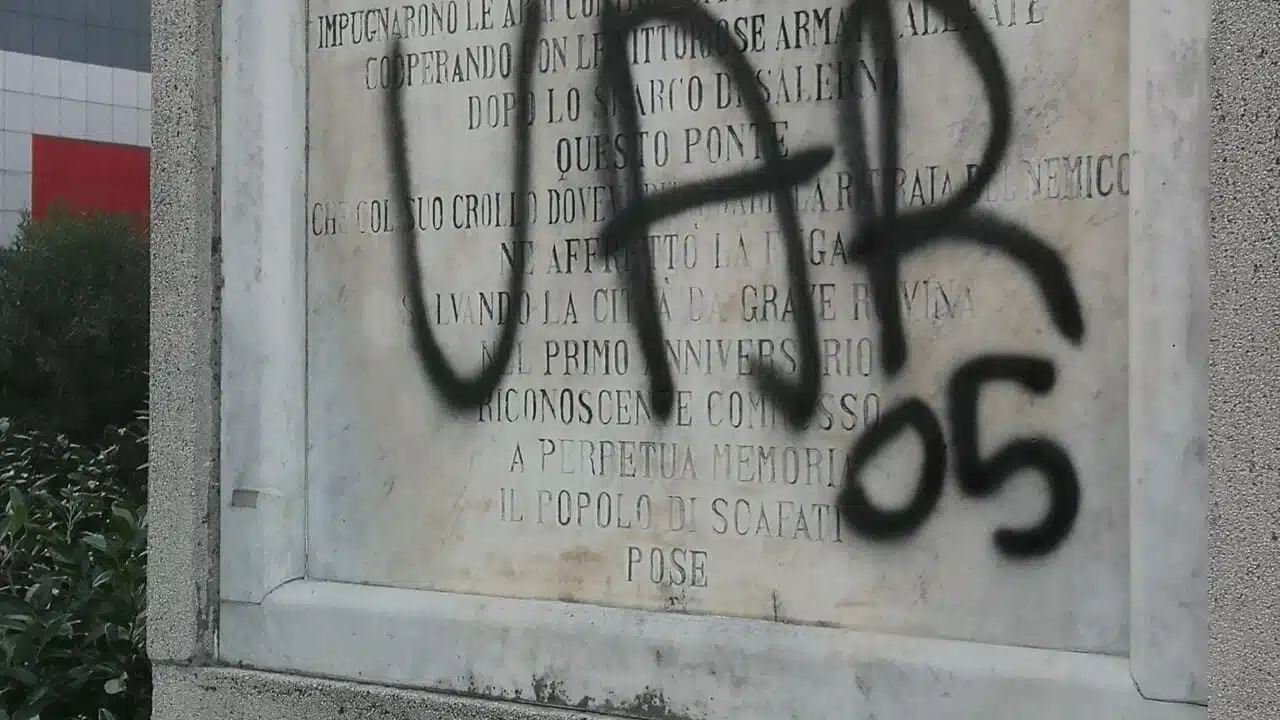 IMPUGNARONO LE ARMI
COOPERANDO CON LE VITTORIOSE ARMATE ALLEATE
DOPO LO SBARCO DI SALERNO
QUESTO PONTE
CHE COL SUO CROLLO DOVEVA LA RITIRATA DEL NEMICO
NE AFFRETTÒ LA FUGA
SALVANDO LA CITTÀ DA GRAVE ROVINA
NEL PRIMO ANNIVERSARIO
RICONOSCENTE COMMOSSO
A PERPETUA MEMORIA
IL POPOLO DI SCAFATI
POSE
UAR
05